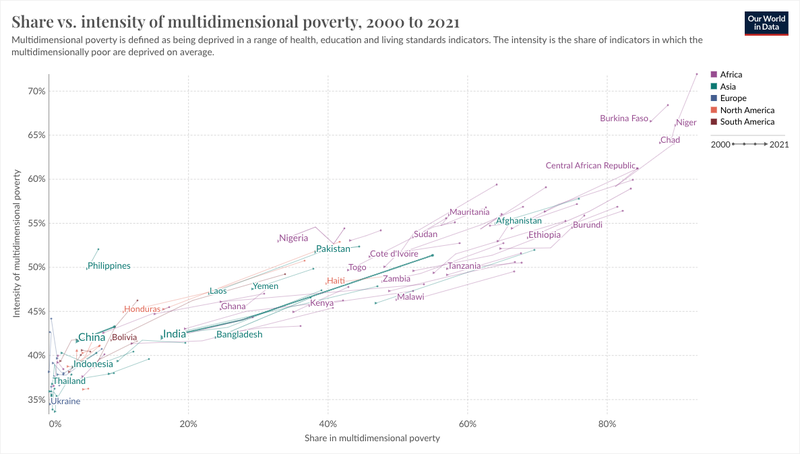 Share vs. intensity of multidimensional poverty, 2000 to 2021
Our World
in Data
Multidimensional poverty is defined as being deprived in a range of health, education and living standards indicators. The intensity is the share of indicators in which the
multidimensionally poor are deprived on average.
Africa
Asia
Europe
North America
South America
2000 2021
Intensity of multidimensional poverty
70%
65%
60%
55%
50%
45%
40%
35%
Burkina Faso
Niger
Chad
Central African Republic
Mauritania
Afghanistan
Burundi
Sudan
Ethiopia
Nigeria
Pakistan
Cote d'Ivoire
Philippines
Togo
Tanzania
Haiti
Zambia
Yemen
Laos
Malawi
Kenya
Ghana
Honduras
China
India
Bangladesh
Bolivia
Indonesia
Thailand
Ukraine
0%
20%
40%
60%
80%
Share in multidimensional poverty